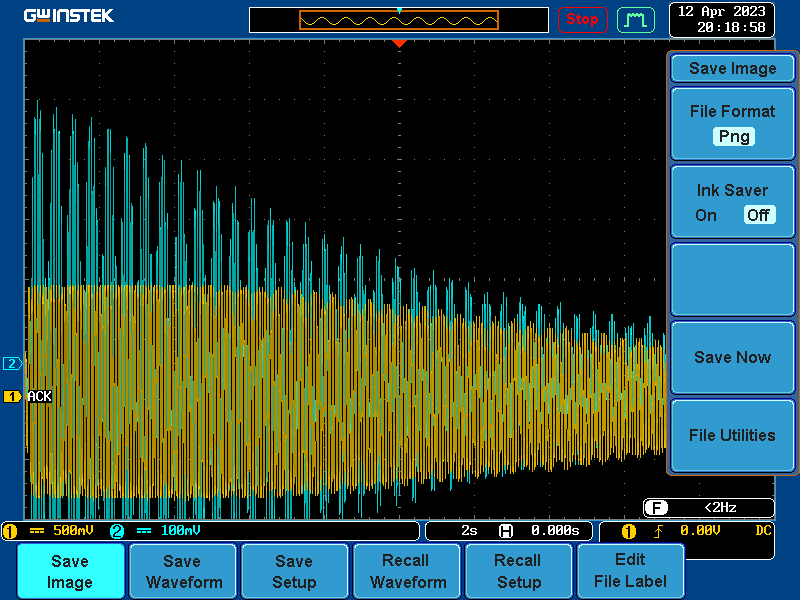 GWINSTEK
Stop
12 Apr 2023
20:18:58
Save Image
File Format
Png
Ink Saver
On Off
Save Now
File Utilities
2
1 ACK
F <2Hz
1 500mV 2 100mV
2s H 0.000s
1 0.00V DC
Save Image
Save Waveform
Save Setup
Recall Waveform
Recall Setup
Edit File Label